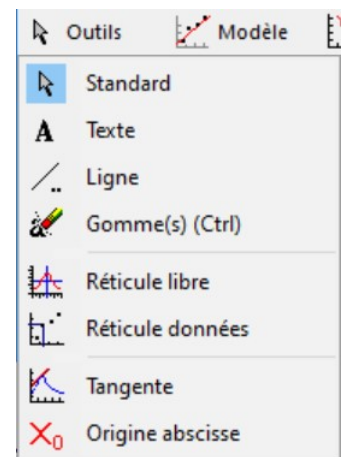 Outils Modèle
Standard
Texte
Ligne
Gomme(s) (Ctrl)
Réticule libre
Réticule données
Tangente
Origine abscisse